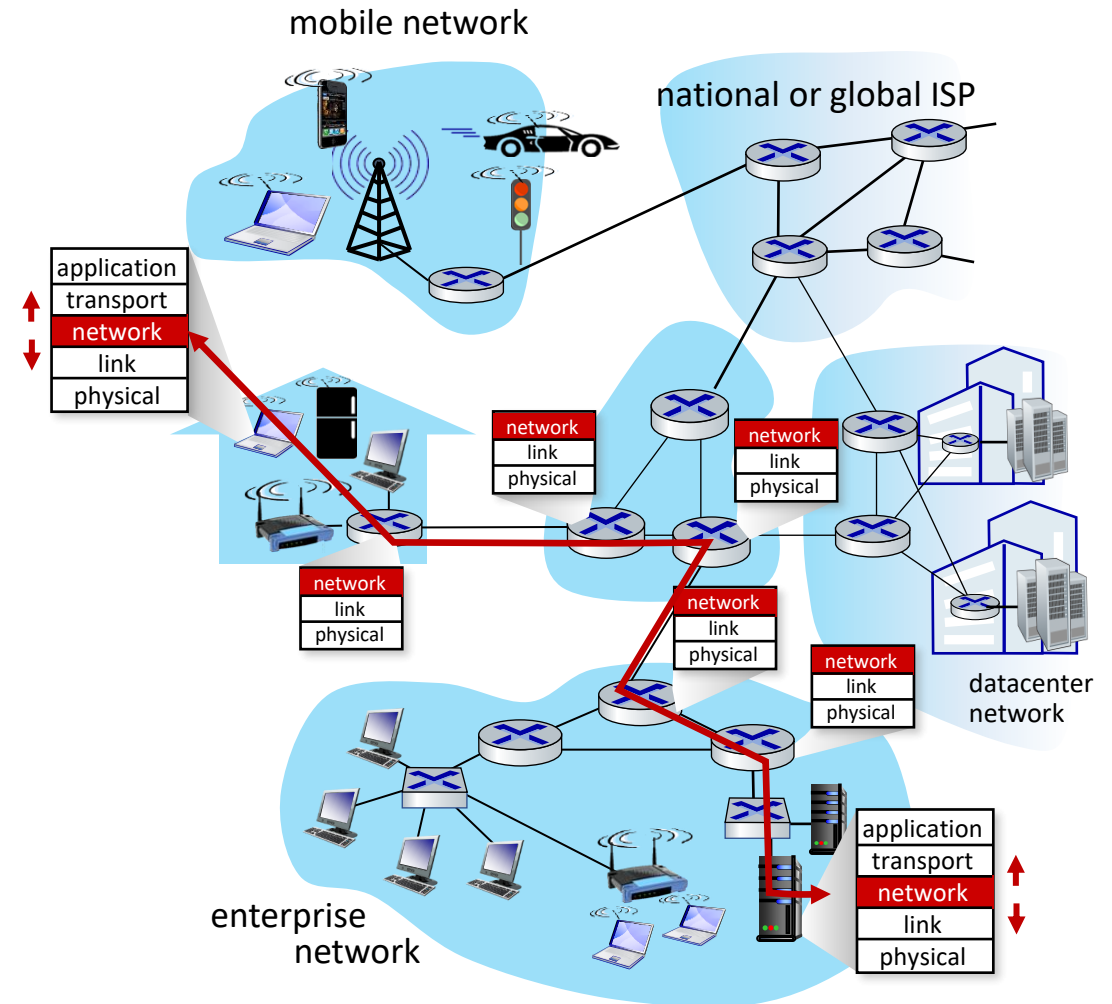 mobile network
national or global ISP
application
transport
network
link
physical
network
link
physical
network
link
physical
network
link
physical
network
link
physical
network
link
physical
datacenter
network
application
transport
network
link
physical
enterprise
network